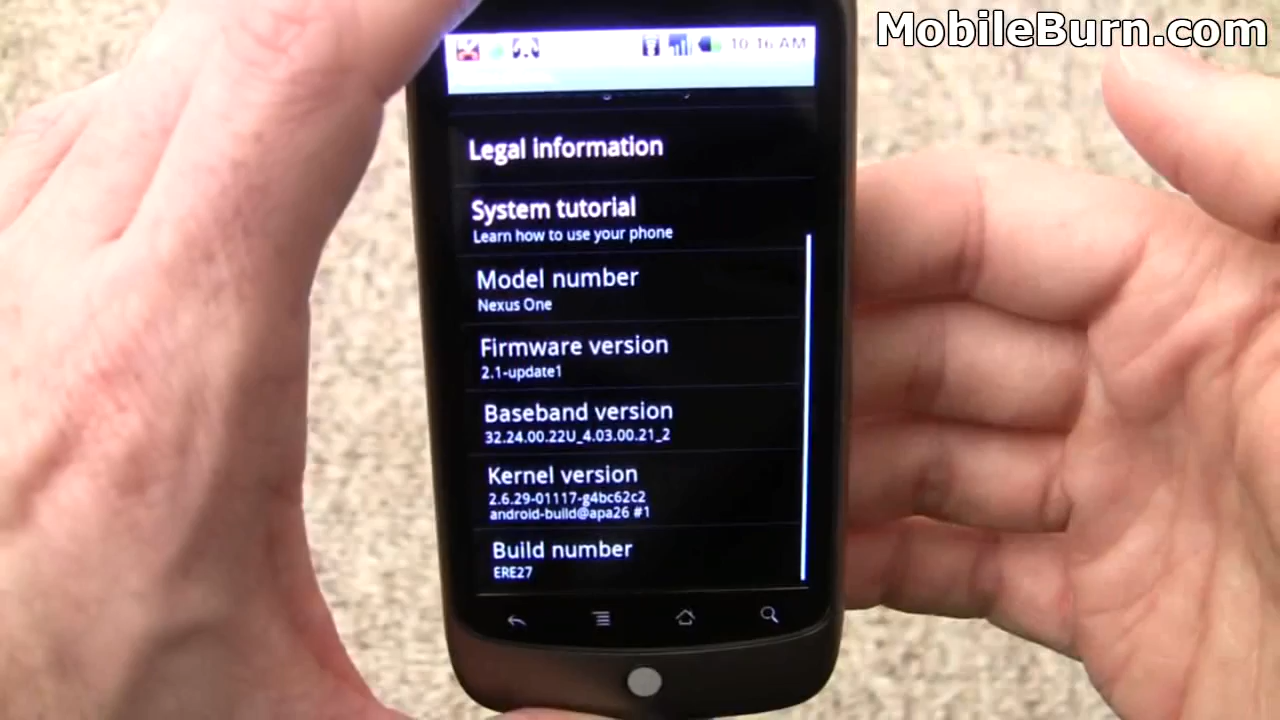 MobileBurn.com
10:16 AM
Legal information
System tutorial
Learn how to use your phone
Model number
Nexus One
Firmware version
2.1-update1
Baseband version
32.24.00.22U_4.03.00.21_2
Kernel version
2.6.29-01117-g4bc62c2
android-build@apa26 #1
Build number
ERE27